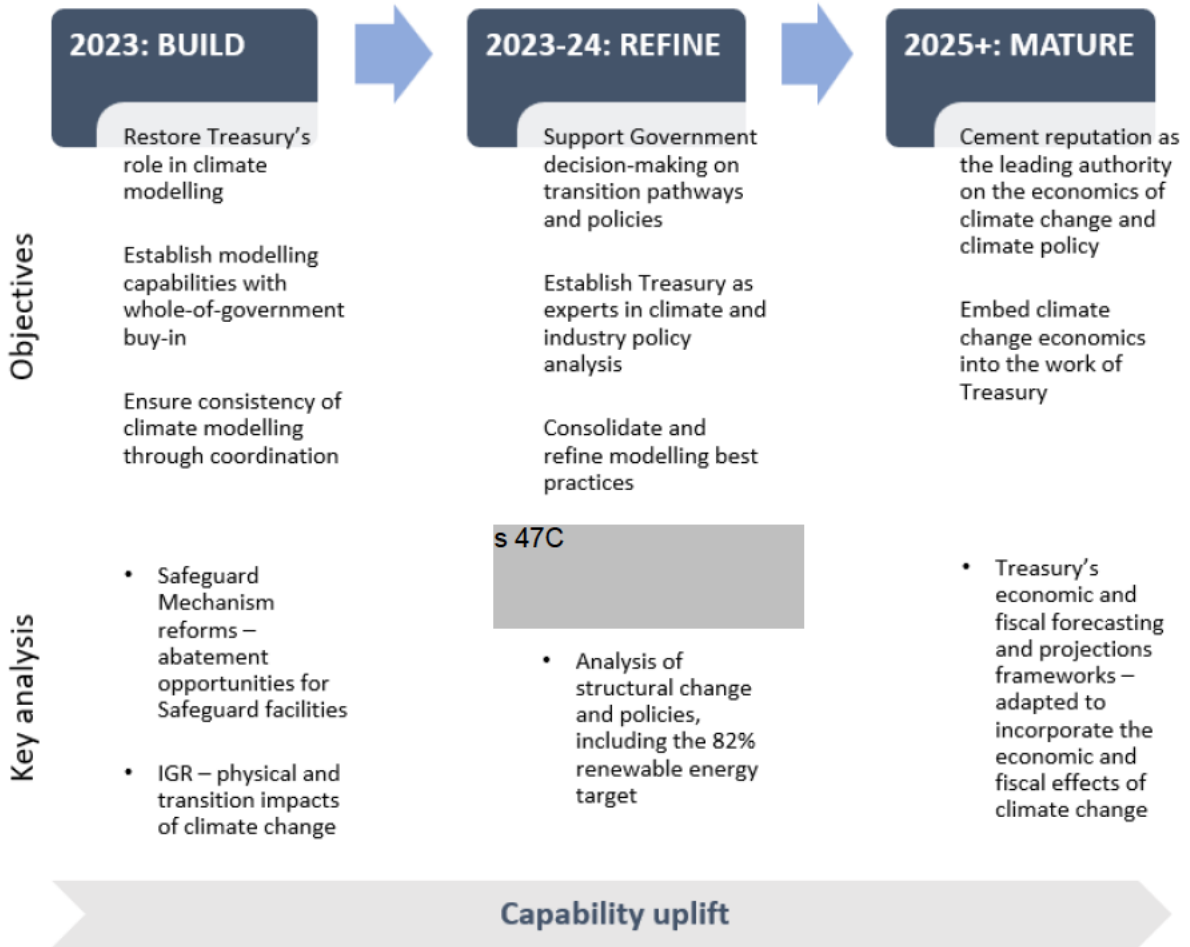 2023: BUILD
2023-24: REFINE
2025+: MATURE
Objectives
Restore Treasury's
role in climate
modelling
Establish modelling
capabilities with
whole-of-government
buy-in
Ensure consistency of
climate modelling
through coordination
Support Government
decision-making on
transition pathways
and policies
Establish Treasury as
experts in climate and
industry policy
analysis
Consolidate and
refine modelling best
practices
Cement reputation as
the leading authority
on the economics of
climate change and
climate policy
Embed climate
change economics
into the work of
Treasury
Key analysis
• Safeguard
Mechanism
reforms –
abatement
opportunities for
Safeguard facilities
• IGR – physical and
transition impacts
of climate change
s 47C
• Analysis of
structural change
and policies,
including the 82%
renewable energy
target
• Treasury's
economic and
fiscal forecasting
and projections
frameworks –
adapted to
incorporate the
economic and
fiscal effects of
climate change
Capability uplift